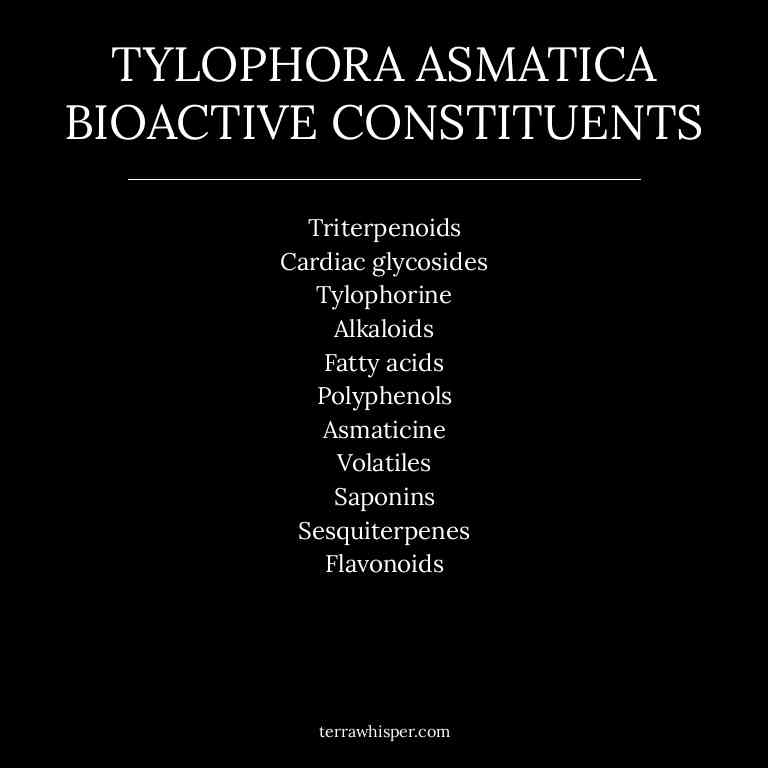 TYLOPHORA ASMATICA
BIOACTIVE CONSTITUENTS
Triterpenoids
Cardiac glycosides
Tylophorine
Alkaloids
Fatty acids
Polyphenols
Asmaticine
Volatiles
Saponins
Sesquiterpenes
Flavonoids
terrawhisper.com